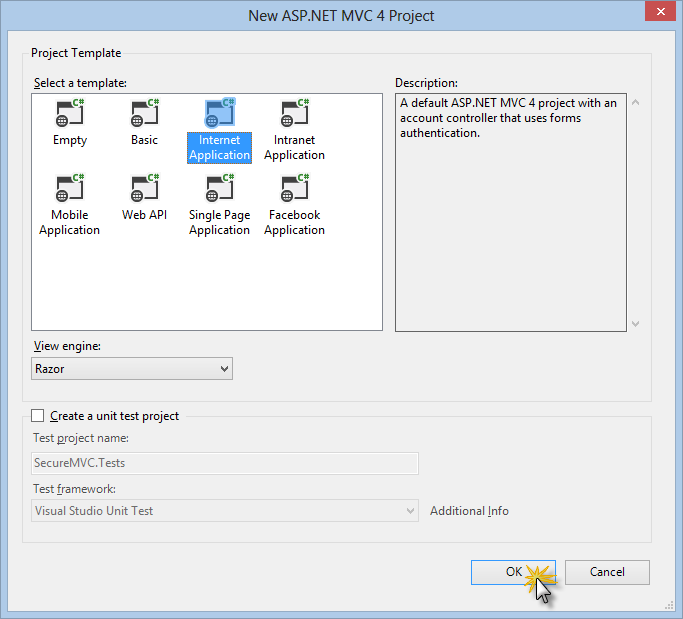 New ASP.NET MVC 4 Project
Project Template
Select a template:
Description:
C# C# C# C#
Empty Basic Internet Application Intranet Application
C# C# C# C#
Mobile Application Web API Single Page Application Facebook Application
A default ASP.NET MVC 4 project with an
account controller that uses forms
authentication.
View engine:
Razor
Create a unit test project
Test project name:
SecureMVC.Tests
Test framework:
Visual Studio Unit Test
Additional Info
OK
Cancel